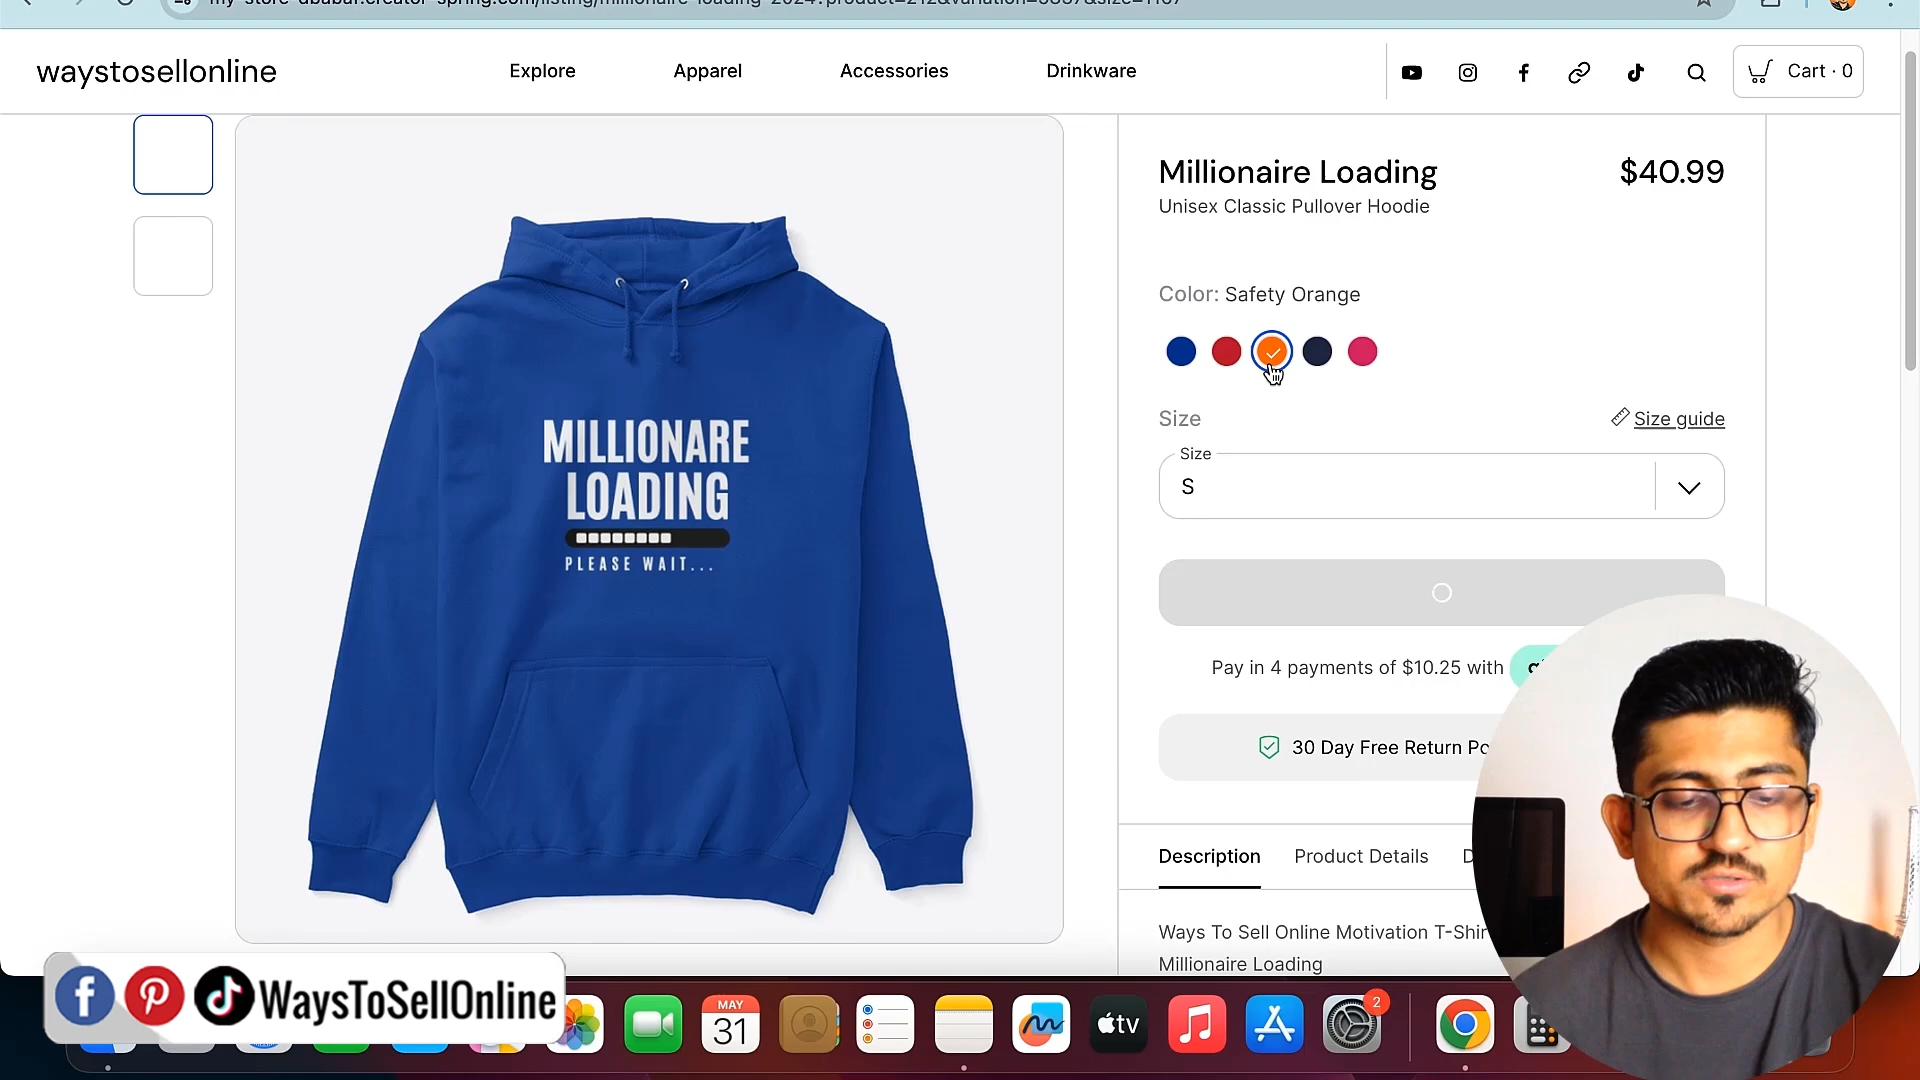 waystosellonline
Explore
Apparel
Accessories
Drinkware
Cart · 0
Millionaire Loading
$40.99
Unisex Classic Pullover Hoodie
Color: Safety Orange
MILLIONARE
LOADING
PLEASE WAIT...
Size
Size guide
Size
S
Pay in 4 payments of $10.25 with
30 Day Free Return
Description
Product Details
Ways To Sell Online Motivation
Millionaire Loading
WaysToSellOnline
MAY
31
tv
2